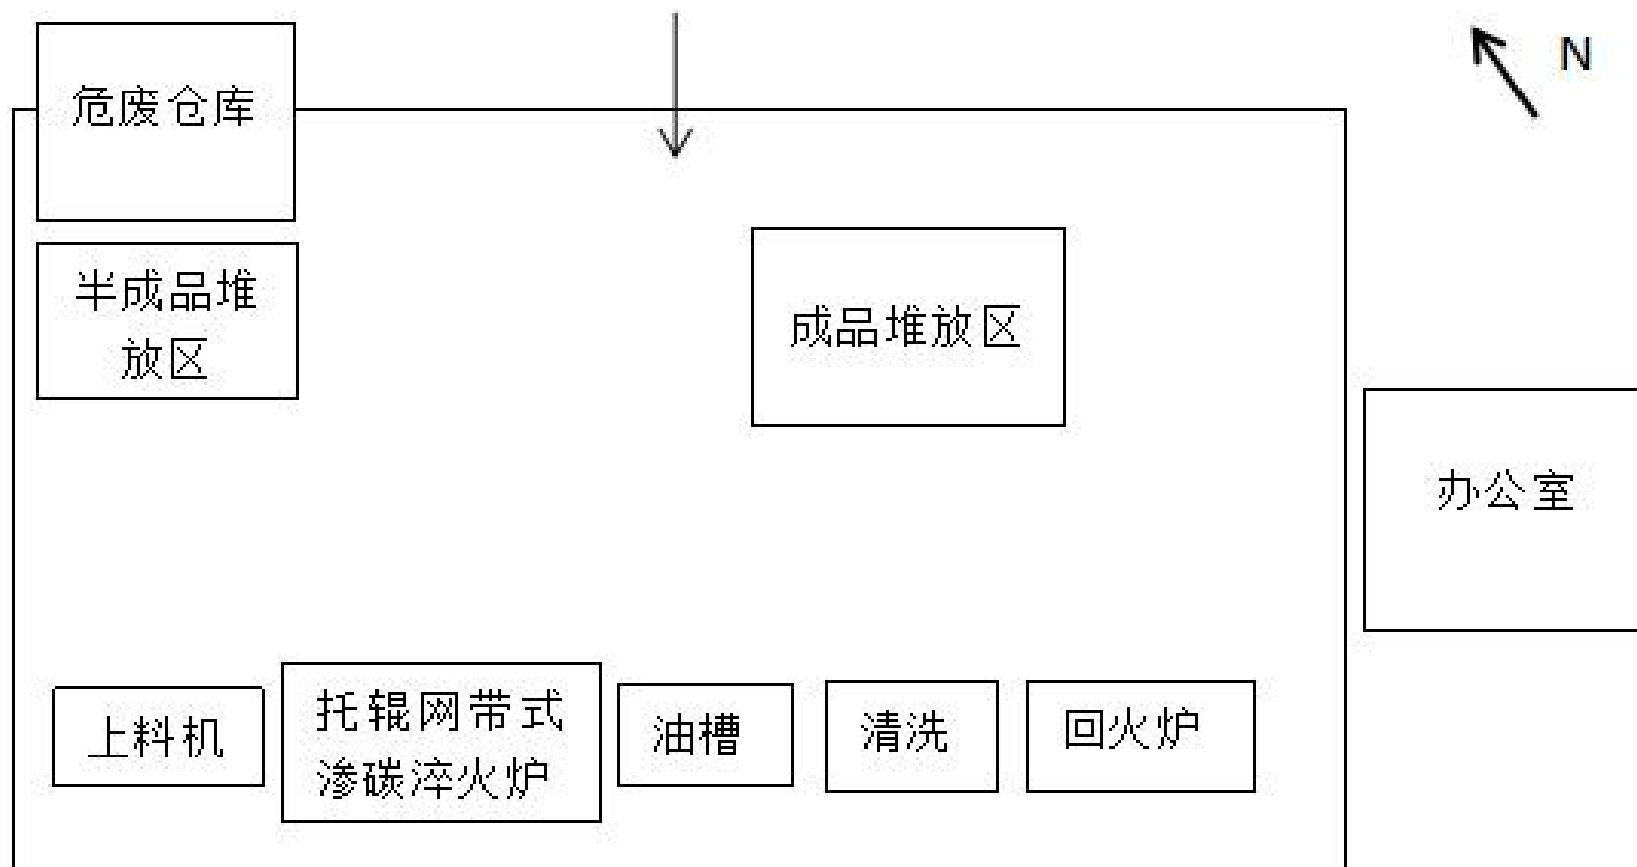 危废仓库
N
半成品堆
放区
成品堆放区
办公室
上料机
托辊网带式
渗碳淬火炉
油槽
清洗
回火炉